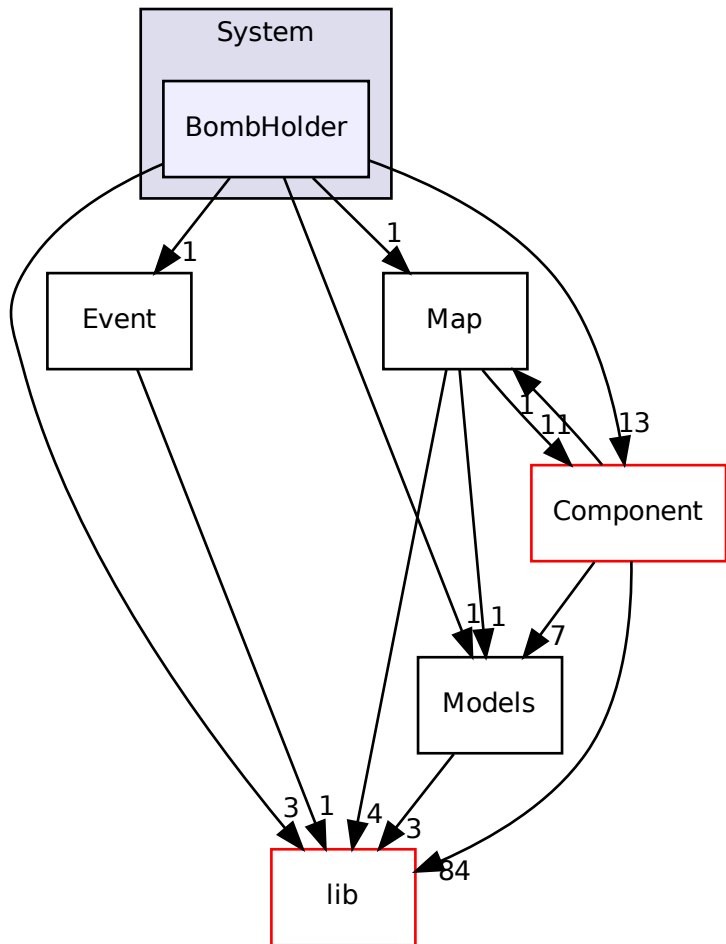 System
BombHolder
1
1
Event
Map
1
11
13
Component
1
1
7
Models
3
1
4
3
84
lib